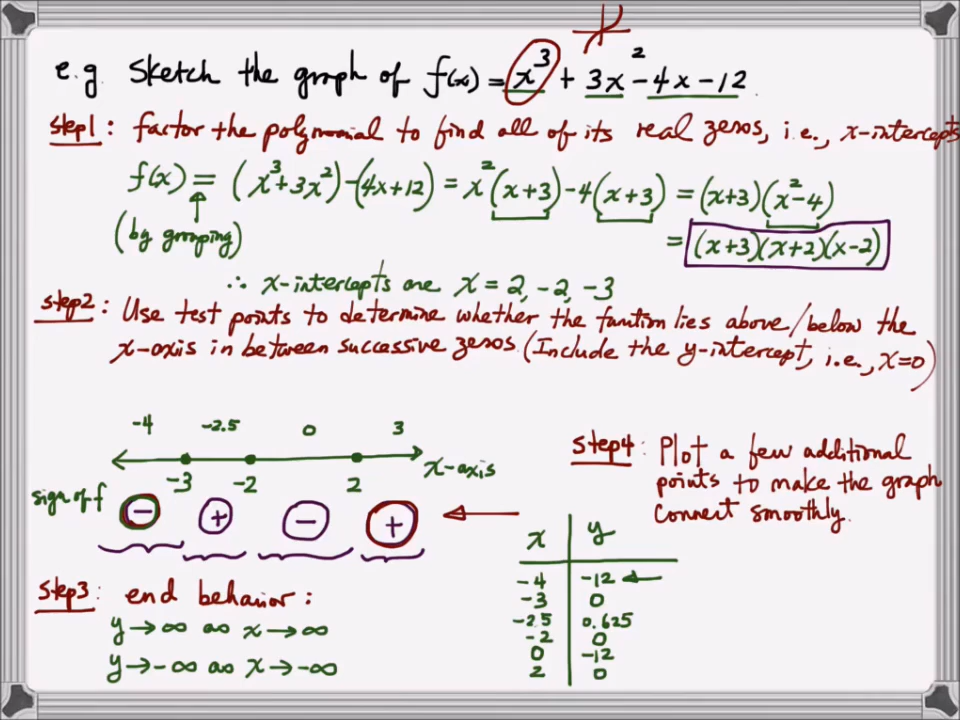 e.g. Sketch the graph of f(x) = x³ + 3x² - 4x - 12
Step1: factor the polynomial to find all of its real zeros, i.e., x-intercepts
f(x) = (x³+3x²) - (4x+12) = x²(x+3) - 4(x+3) = (x+3)(x²-4)
(by grouping)
= (x+3)(x+2)(x-2)
∴ x-intercepts are x = 2, -2, -3
Step2: Use test points to determine whether the funtion lies above/below the
x-axis in between successive zeros. (Include the y-intercept, i.e., x=0)
-4 -2.5 0 3
-3 -2 2 x-axis
sign of f - + - +
Step3: end behavior:
y → ∞ as x → ∞
y → -∞ as x → -∞
Step4: Plot a few additional
points to make the graph
Connect smoothly.
x y
-4 -12
-3 0
-2.5 0.625
-2 0
0 -12
2 0